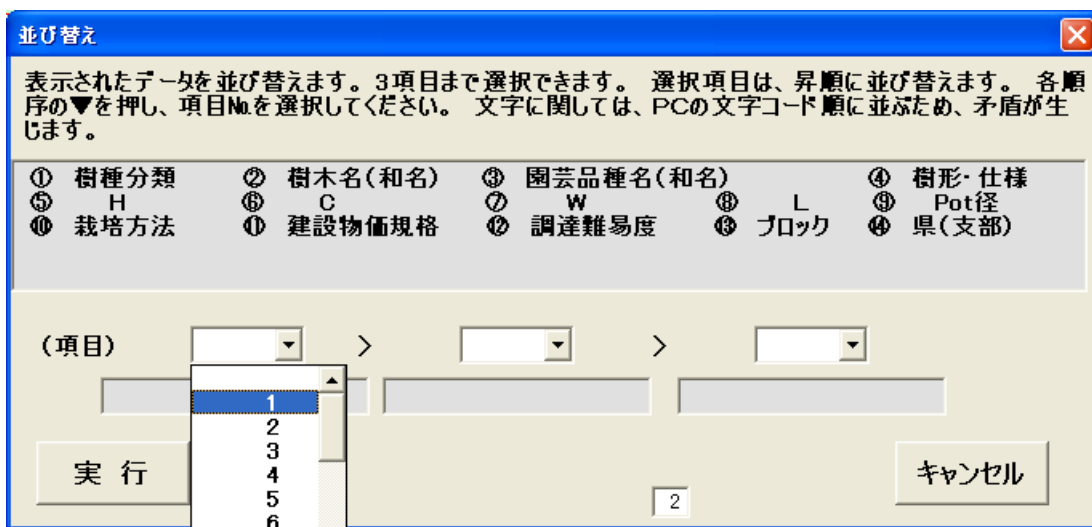 並び替え
表示されたデータを並び替えます。3項目まで選択できます。 選択項目は、昇順に並び替えます。 各順
序の▼を押し、項目№を選択してください。 文字に関しては、PCの文字コード順に並ぶため、矛盾が生
じます。
① 樹種分類 ② 樹木名(和名) ③ 園芸品種名(和名) ④ 樹形・仕様
⑤ H ⑥ C ⑦ W ⑧ L ⑨ Pot径
⑩ 栽培方法 ⑪ 建設物価規格 ⑫ 調達難易度 ⑬ ブロック ⑭ 県(支部)
(項目) > >
1
2
3
4
5
6
実 行
2
キャンセル